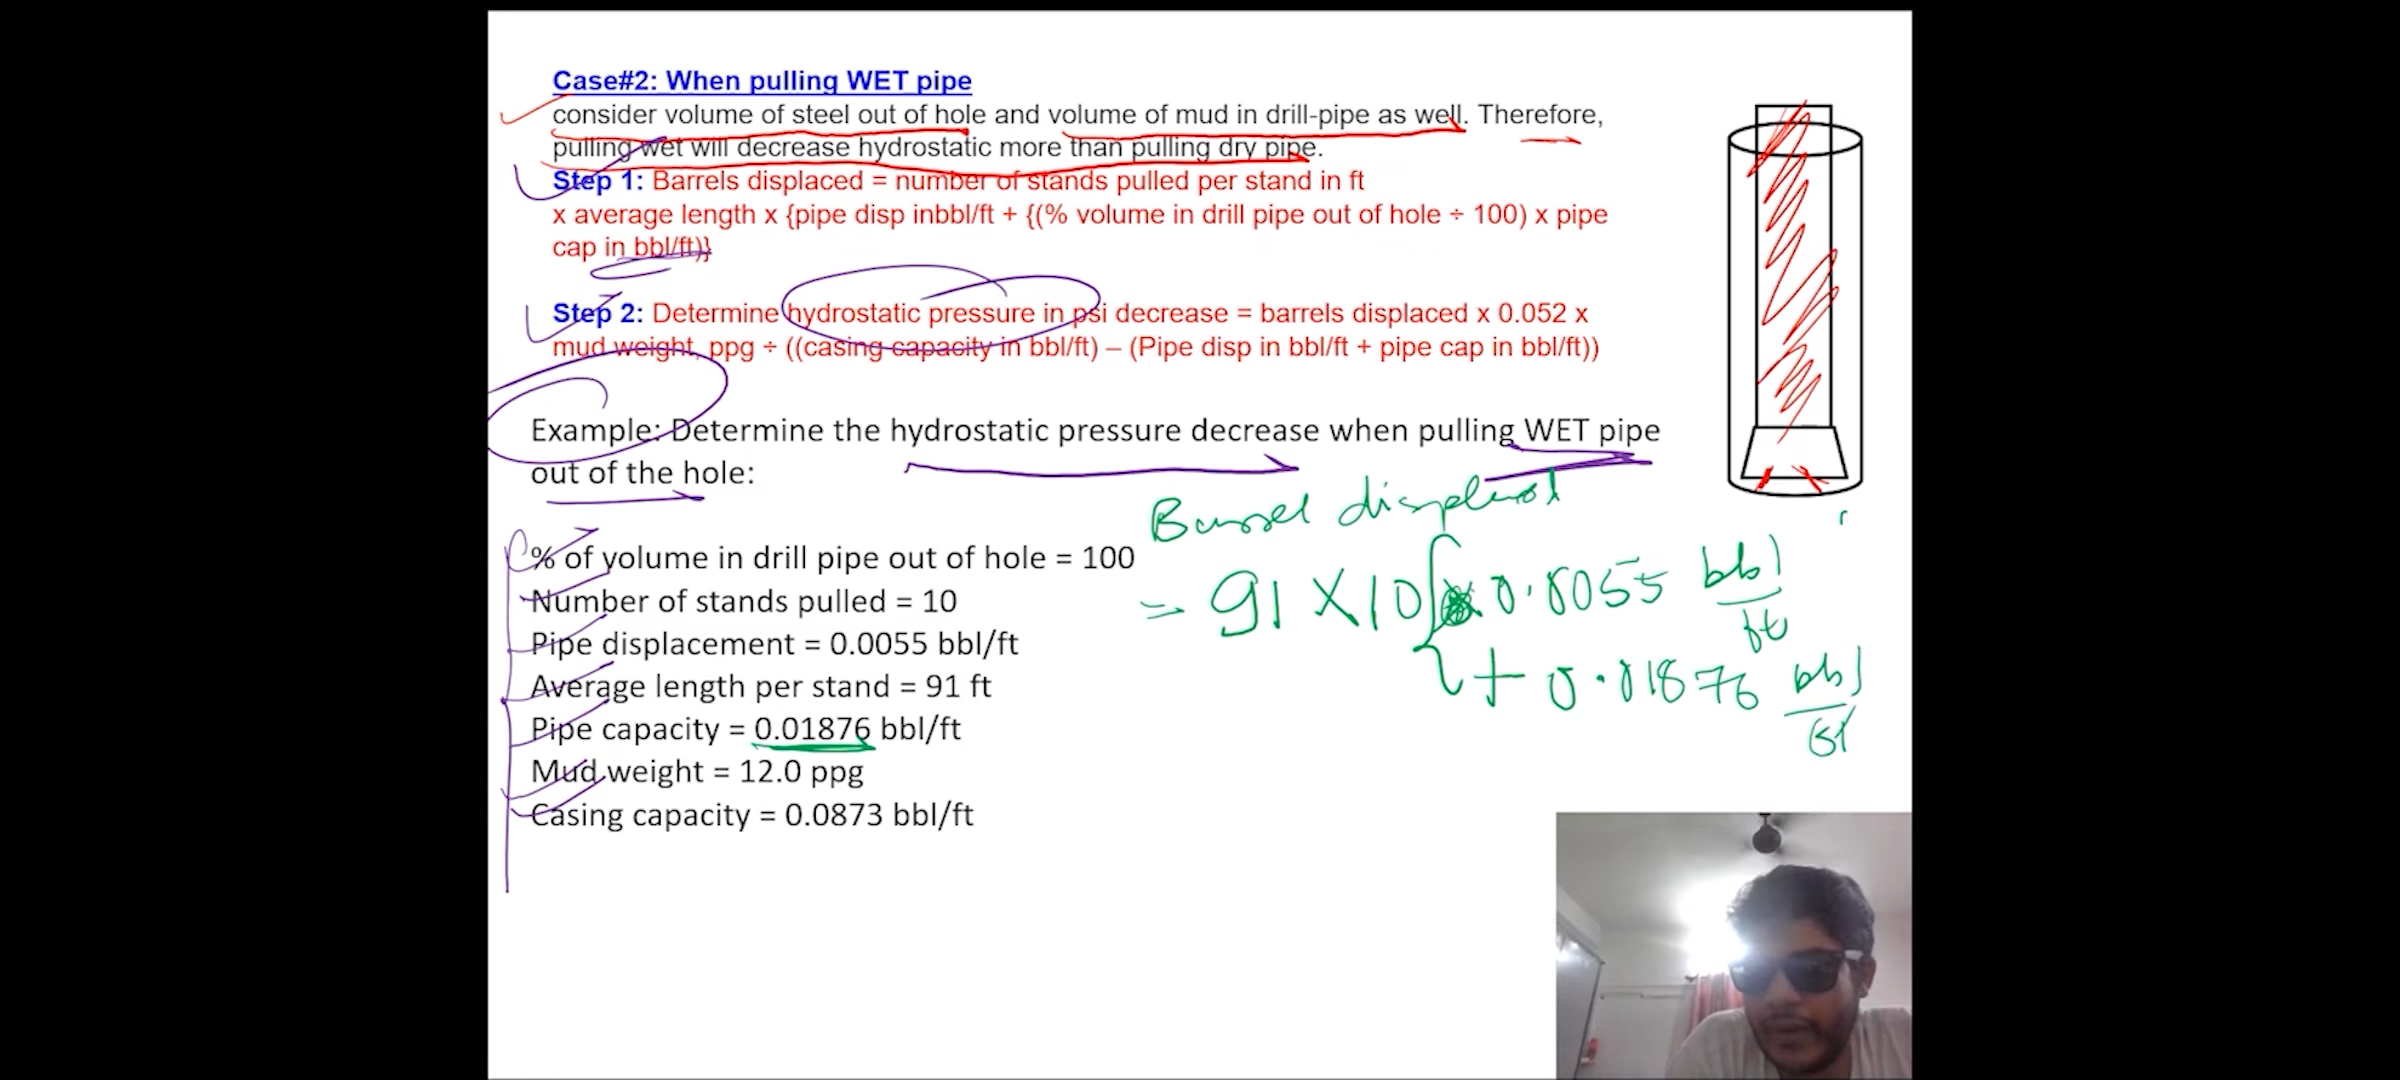 Case#2: When pulling WET pipe
consider volume of steel out of hole and volume of mud in drill-pipe as well. Therefore,
pulling wet will decrease hydrostatic more than pulling dry pipe.
Step 1: Barrels displaced = number of stands pulled per stand in ft
x average length x {pipe disp inbbl/ft + {(% volume in drill pipe out of hole ÷ 100) x pipe
cap in bbl/ft)}
Step 2: Determine hydrostatic pressure in psi decrease = barrels displaced x 0.052 x
mud weight, ppg ÷ ((casing capacity in bbl/ft) – (Pipe disp in bbl/ft + pipe cap in bbl/ft))
Example: Determine the hydrostatic pressure decrease when pulling WET pipe
out of the hole:
% of volume in drill pipe out of hole = 100
Number of stands pulled = 10
Pipe displacement = 0.0055 bbl/ft
Average length per stand = 91 ft
Pipe capacity = 0.01876 bbl/ft
Mud weight = 12.0 ppg
Casing capacity = 0.0873 bbl/ft
Barrel
= 91 X 10 { 0.0055 bbl/ft
+ 0.01876 bbl/ft